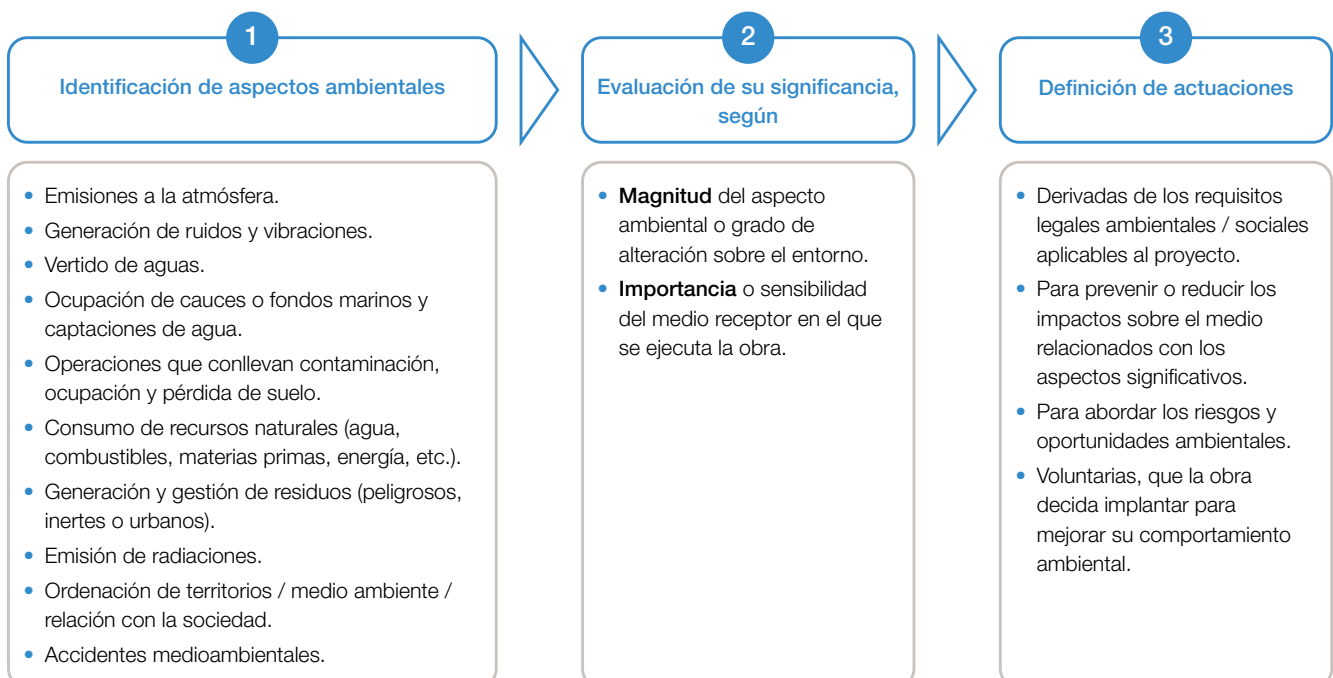 1
Identificación de aspectos ambientales
• Emisiones a la atmósfera.
• Generación de ruidos y vibraciones.
• Vertido de aguas.
• Ocupación de cauces o fondos marinos y
captaciones de agua.
• Operaciones que conllevan contaminación,
ocupación y pérdida de suelo.
• Consumo de recursos naturales (agua,
combustibles, materias primas, energía, etc.).
• Generación y gestión de residuos (peligrosos,
inertes o urbanos).
• Emisión de radiaciones.
• Ordenación de territorios / medio ambiente /
relación con la sociedad.
• Accidentes medioambientales.
2
Evaluación de su significancia,
según
• Magnitud del aspecto
ambiental o grado de
alteración sobre el entorno.
• Importancia o sensibilidad
del medio receptor en el que
se ejecuta la obra.
3
Definición de actuaciones
• Derivadas de los requisitos
legales ambientales / sociales
aplicables al proyecto.
• Para prevenir o reducir los
impactos sobre el medio
relacionados con los
aspectos significativos.
• Para abordar los riesgos y
oportunidades ambientales.
• Voluntarias, que la obra
decida implantar para
mejorar su comportamiento
ambiental.